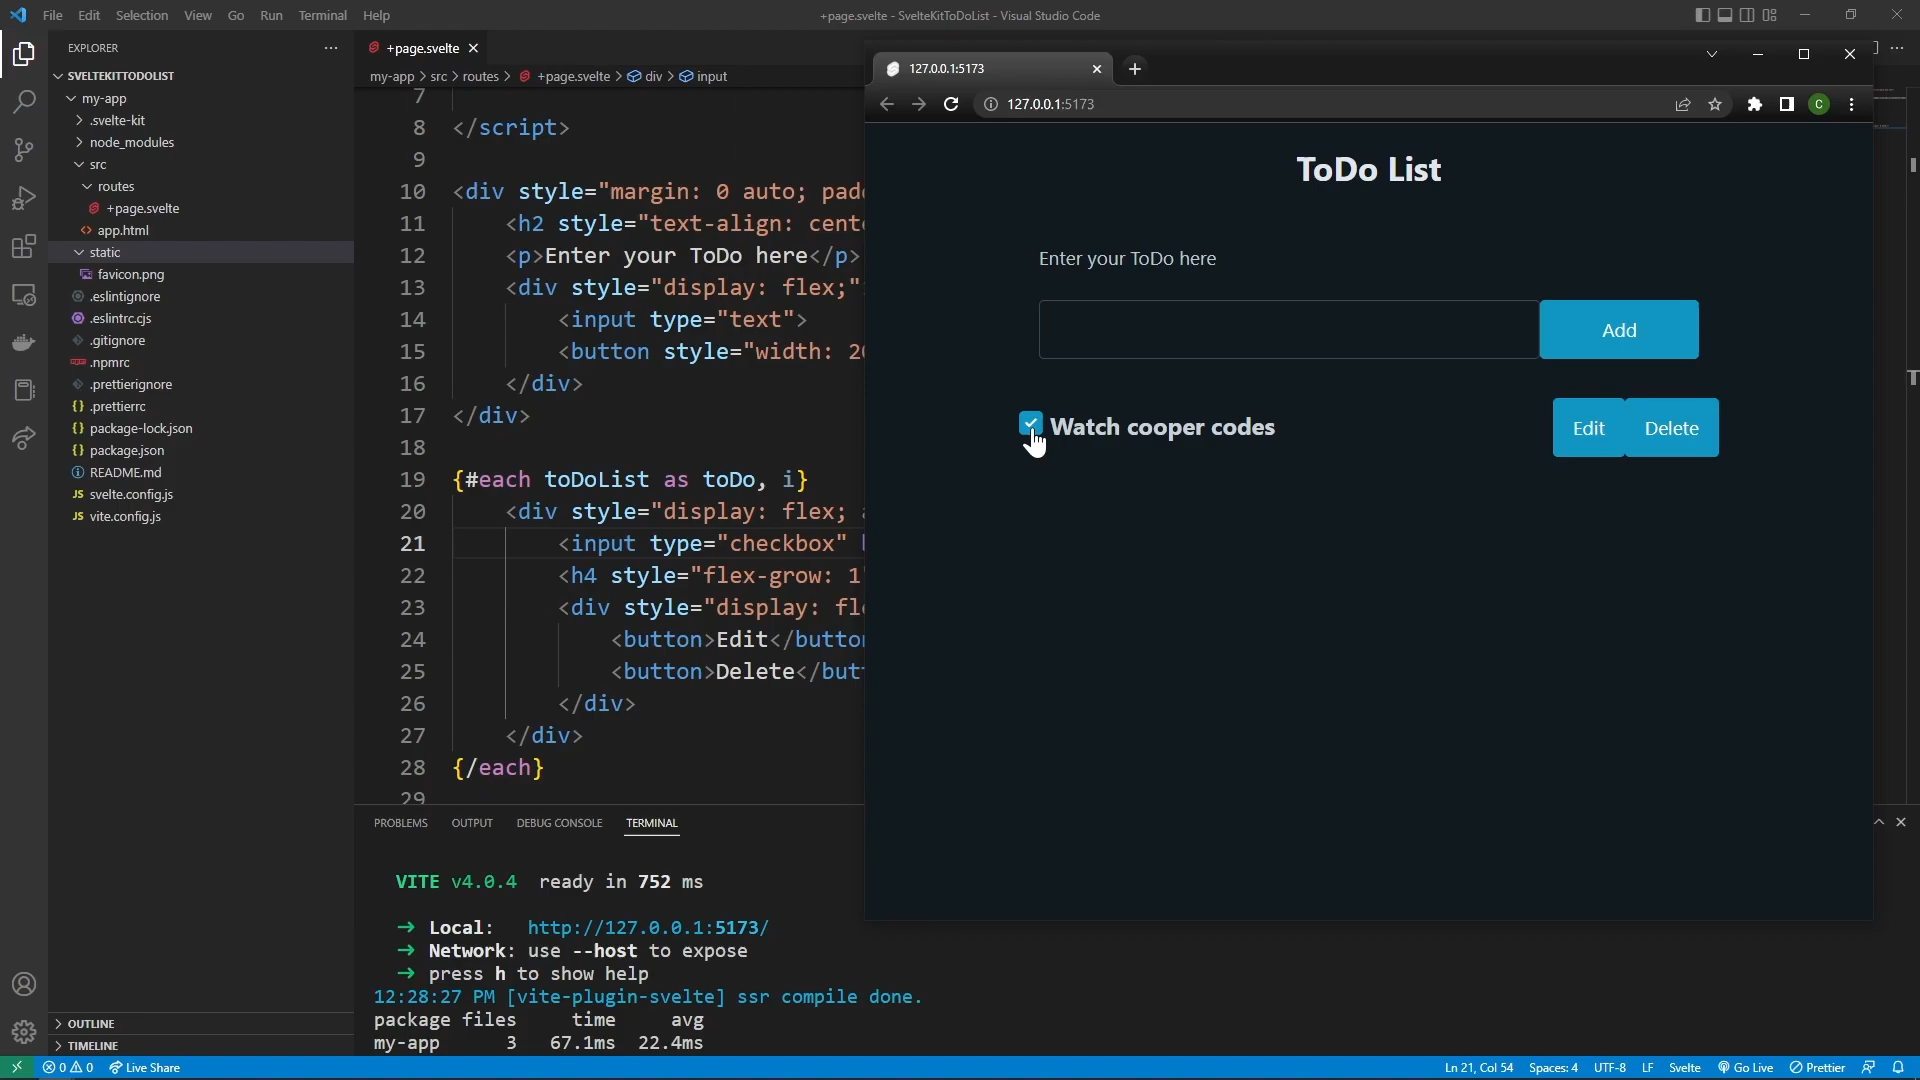 File Edit Selection View Go Run Terminal Help
+page.svelte - SvelteKitToDoList - Visual Studio Code
EXPLORER
SVELTEKITTODOLIST
my-app
.svelte-kit
node_modules
src
routes
+page.svelte
app.html
static
favicon.png
.eslintignore
.eslintrc.cjs
.gitignore
.npmrc
.prettierignore
.prettierrc
package-lock.json
package.json
README.md
svelte.config.js
vite.config.js
OUTLINE
TIMELINE
+page.svelte
my-app > src > routes > +page.svelte > div > input
7
8 </script>
9
10 <div style="margin: 0 auto; pad
11 <h2 style="text-align: cent
12 <p>Enter your ToDo here</p>
13 <div style="display: flex;"
14 <input type="text">
15 <button style="width: 20
16 </div>
17 </div>
18
19 {#each toDoList as toDo, i}
20 <div style="display: flex;
21 <input type="checkbox"
22 <h4 style="flex-grow: 1
23 <div style="display: fl
24 <button>Edit</butto
25 <button>Delete</but
26 </div>
27 </div>
28 {/each}
29
127.0.0.1:5173
127.0.0.1:5173
C
ToDo List
Enter your ToDo here
Add
Watch cooper codes
Edit
Delete
PROBLEMS OUTPUT DEBUG CONSOLE TERMINAL
VITE v4.0.4 ready in 752 ms
➜ Local: http://127.0.0.1:5173/
➜ Network: use --host to expose
➜ press h to show help
12:28:27 PM [vite-plugin-svelte] ssr compile done.
package files time avg
my-app 3 67.1ms 22.4ms
0 0 Live Share
Ln 21, Col 54 Spaces: 4 UTF-8 LF Svelte Go Live Prettier